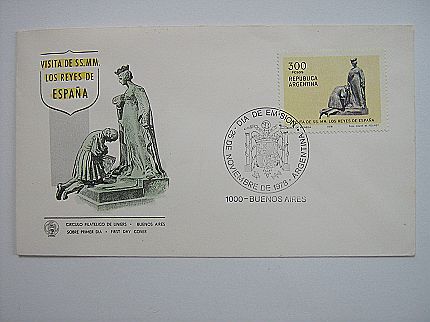 VISITA DE SS.MM.
LOS REYES DE
ESPAÑA
CIRCULO FILATELICO DE LINIERS - BUENOS AIRES
SOBRE PRIMER DIA - FIRST DAY COVER
300
PESOS
REPUBLICA
ARGENTINA
VISITA DE SS. MM. LOS REYES DE ESPAÑA
DIA DE EMISION
25 DE NOVIEMBRE DE 1978 - ARGENTINA
1000 - BUENOS AIRES